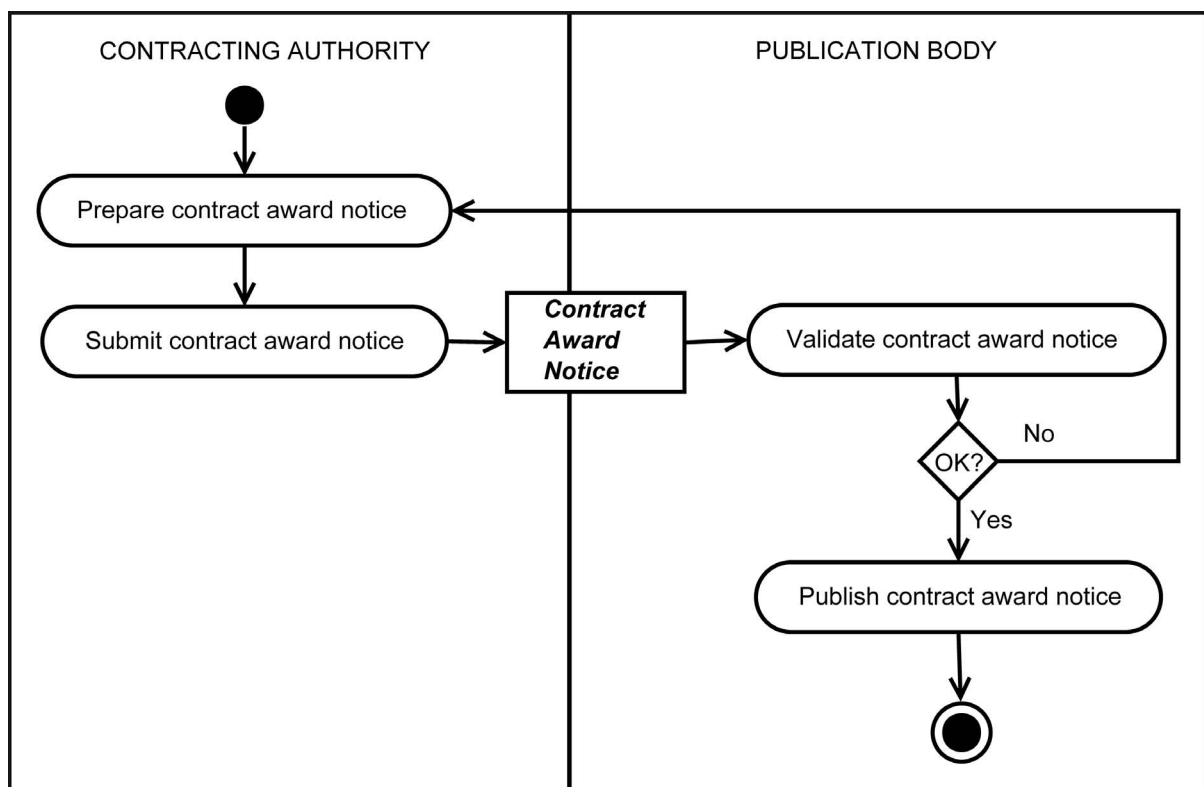 CONTRACTING AUTHORITY
PUBLICATION BODY
Prepare contract award notice
Submit contract award notice
Contract
Award
Notice
Validate contract award notice
OK?
No
Yes
Publish contract award notice